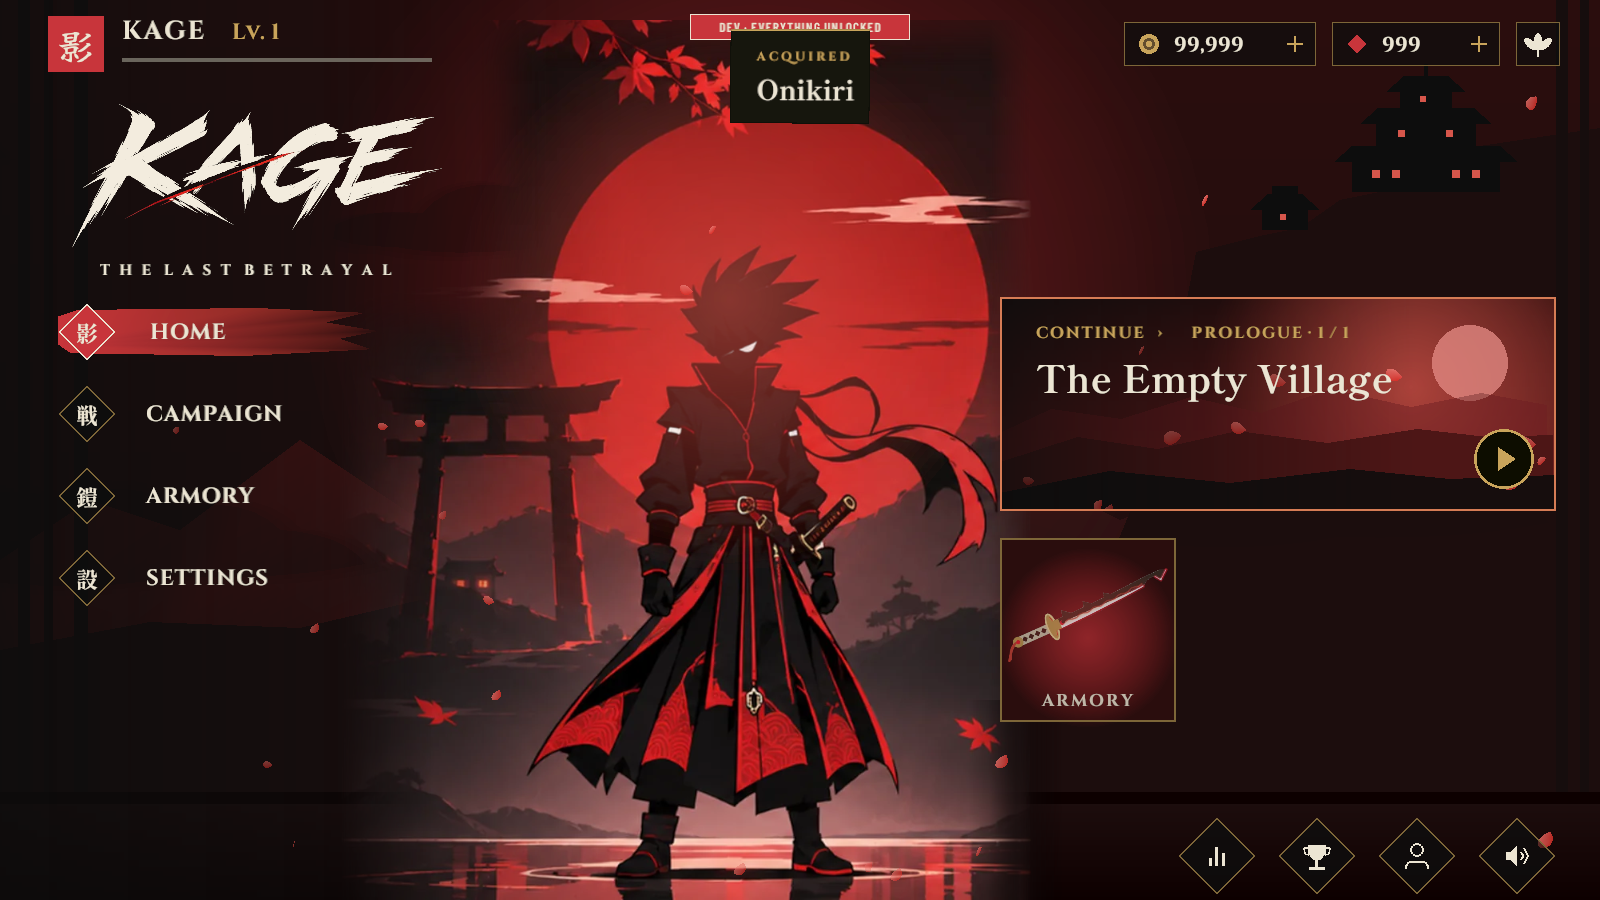 影 KAGE Lv. 1
DEV · EVERYTHING UNLOCKED
ACQUIRED
Onikiri
99,999 +
999 +
KAGE
THE LAST BETRAYAL
影 HOME
戦 CAMPAIGN
鎧 ARMORY
設 SETTINGS
CONTINUE › PROLOGUE · 1 / 1
The Empty Village
ARMORY